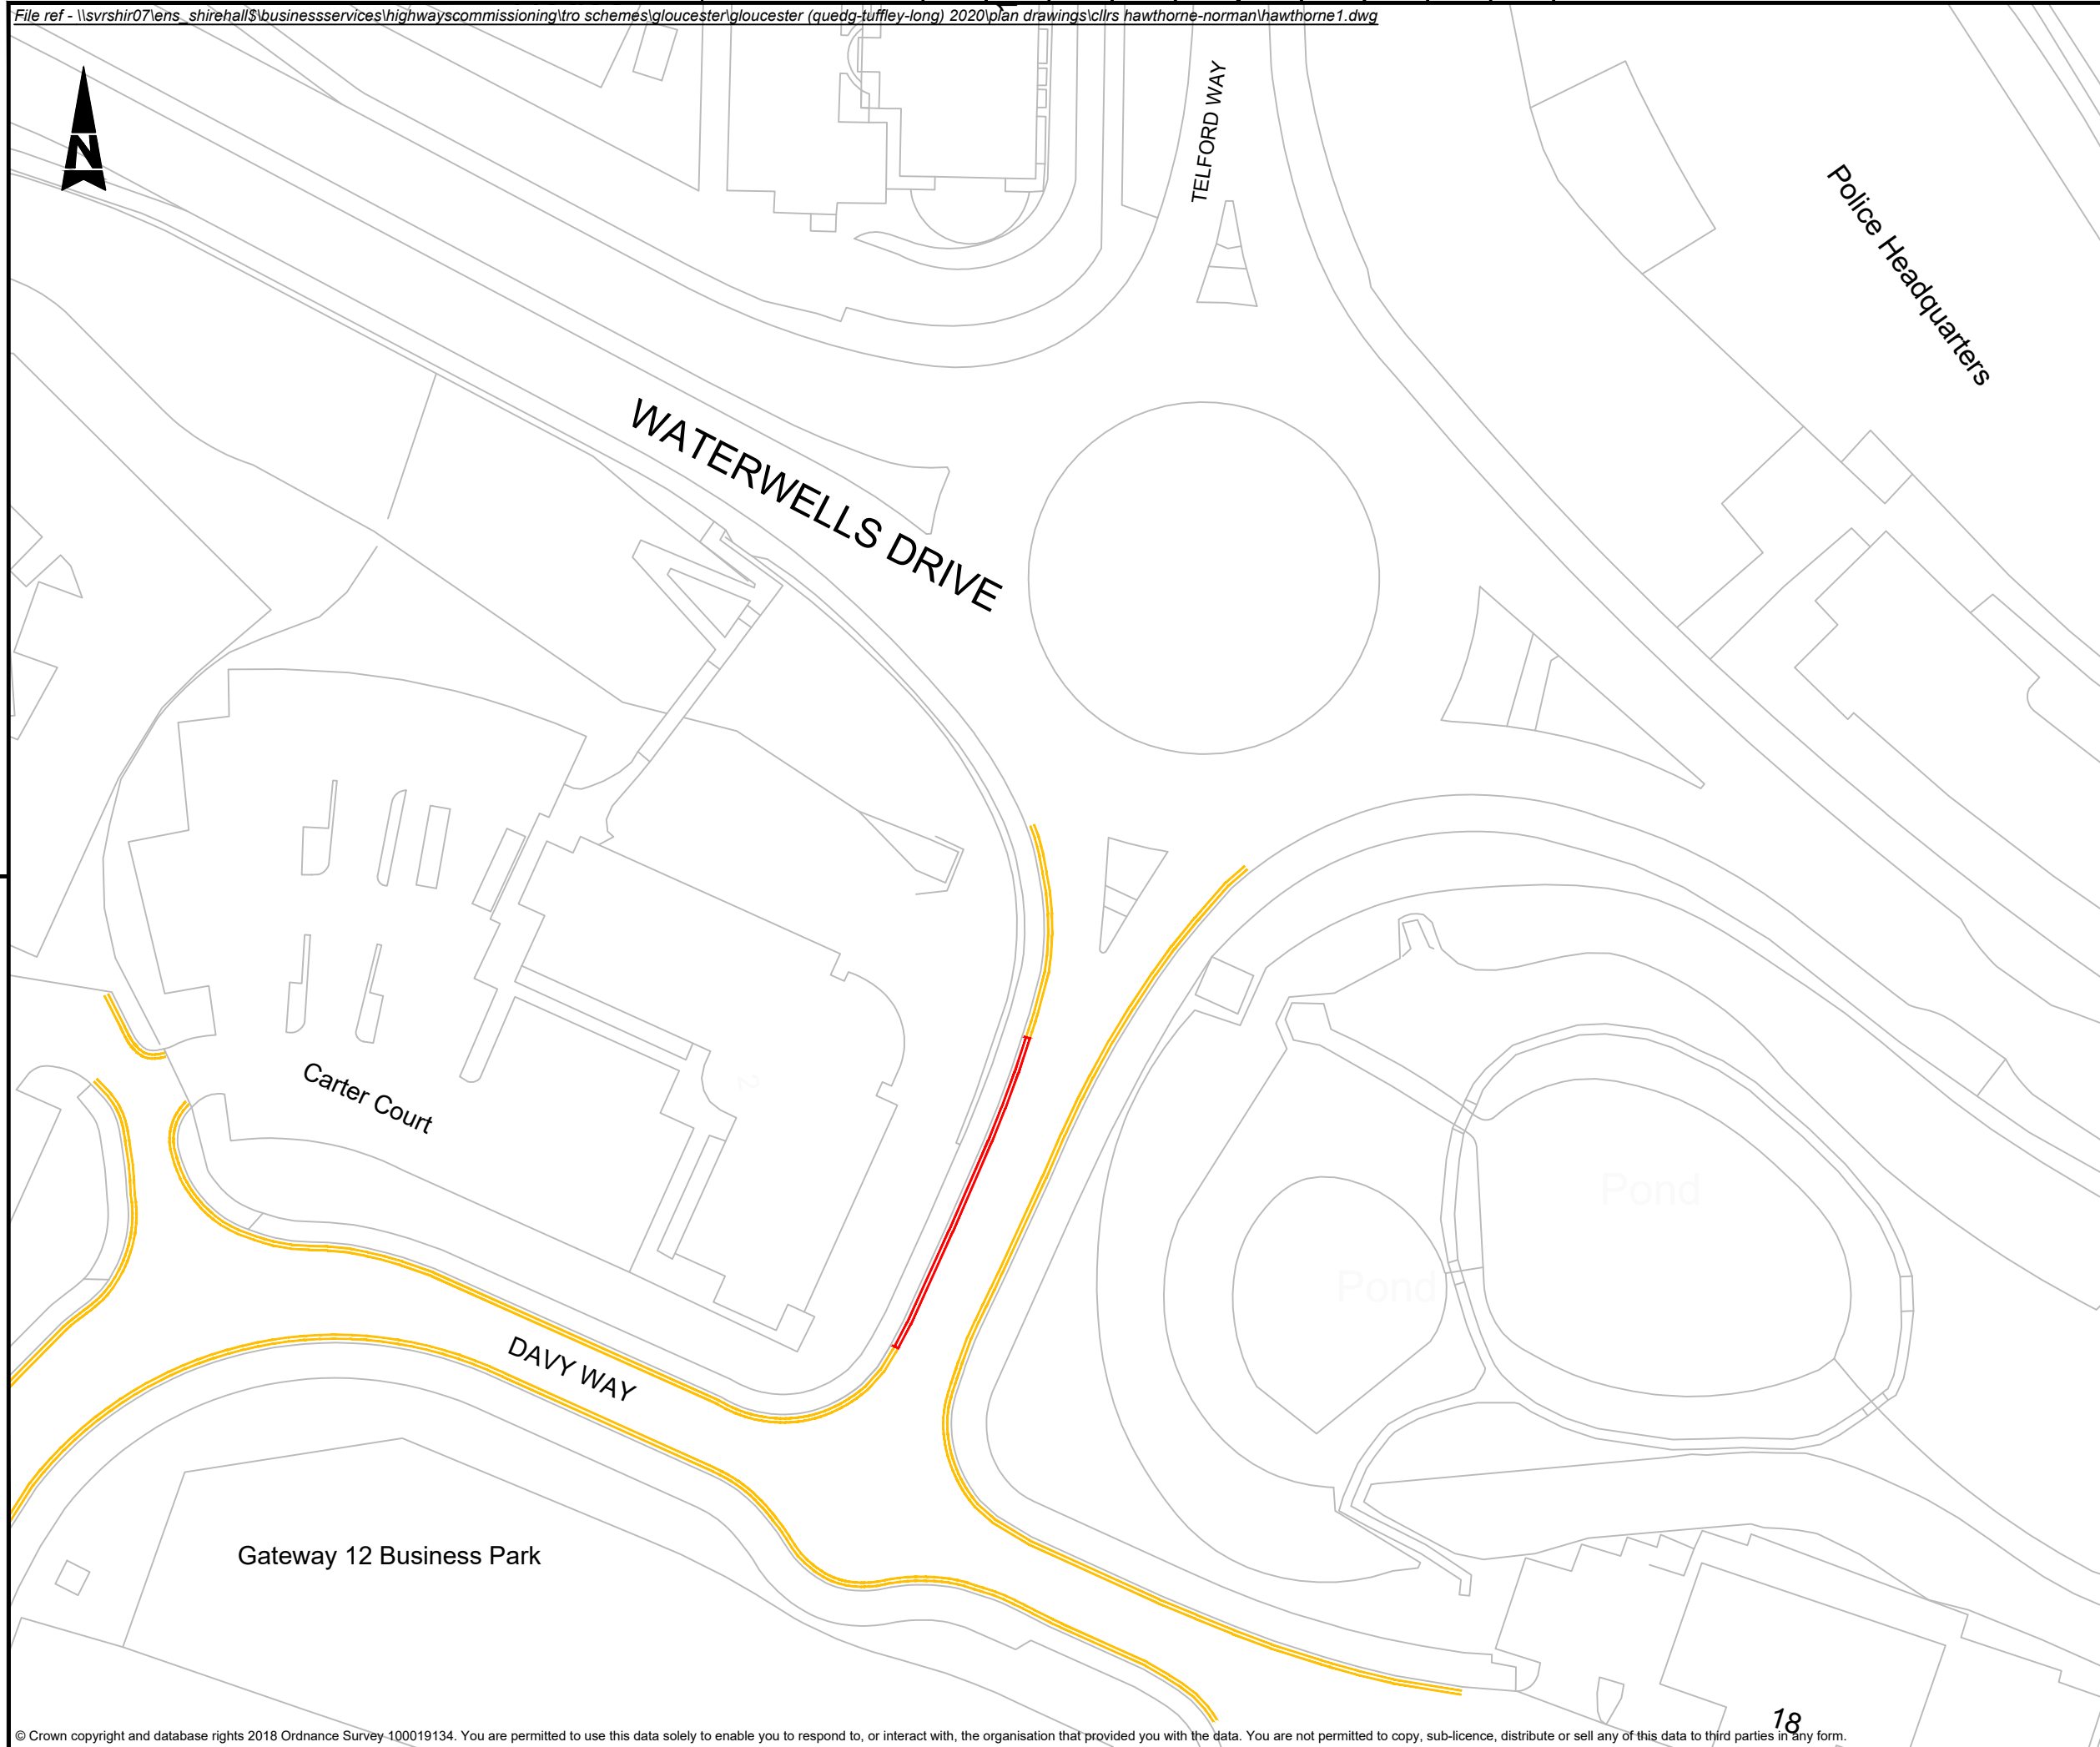 File ref - \\svrshir07\ens_shirehall$\businessservices\highwayscommissioning\tro schemes\gloucester\gloucester (quedg-tuffley-long) 2020\plan drawings\cllrs hawthorne-norman\hawthorne1.dwg
N
TELFORD WAY
Police Headquarters
WATERWELLS DRIVE
2
Carter Court
Pond
Pond
DAVY WAY
Gateway 12 Business Park
18
© Crown copyright and database rights 2018 Ordnance Survey 100019134. You are permitted to use this data solely to enable you to respond to, or interact with, the organisation that provided you with the data. You are not permitted to copy, sub-licence, distribute or sell any of this data to third parties in any form.